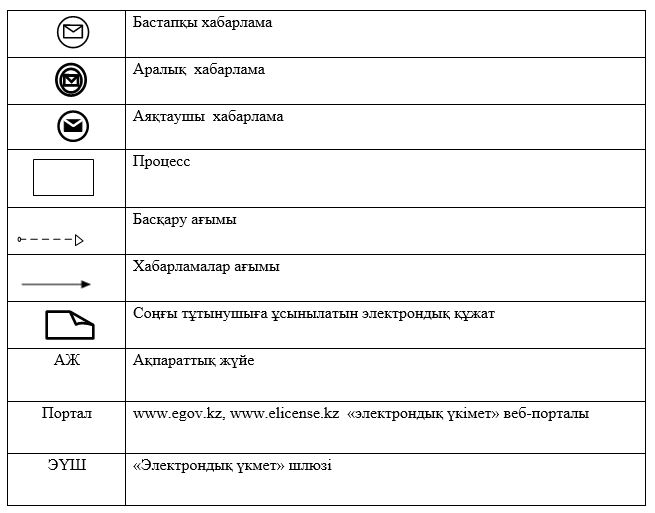 Бастапқы хабарлама
Аралық хабарлама
Аяқтаушы хабарлама
Процесс
Басқару ағымы
Хабарламалар ағымы
Соңғы тұтынушыға ұсынылатын электрондық құжат
АЖ Ақпараттық жүйе
Портал www.egov.kz, www.elicense.kz «электрондық үкімет» веб-порталы
ЭҮШ «Электрондық үкмет» шлюзі